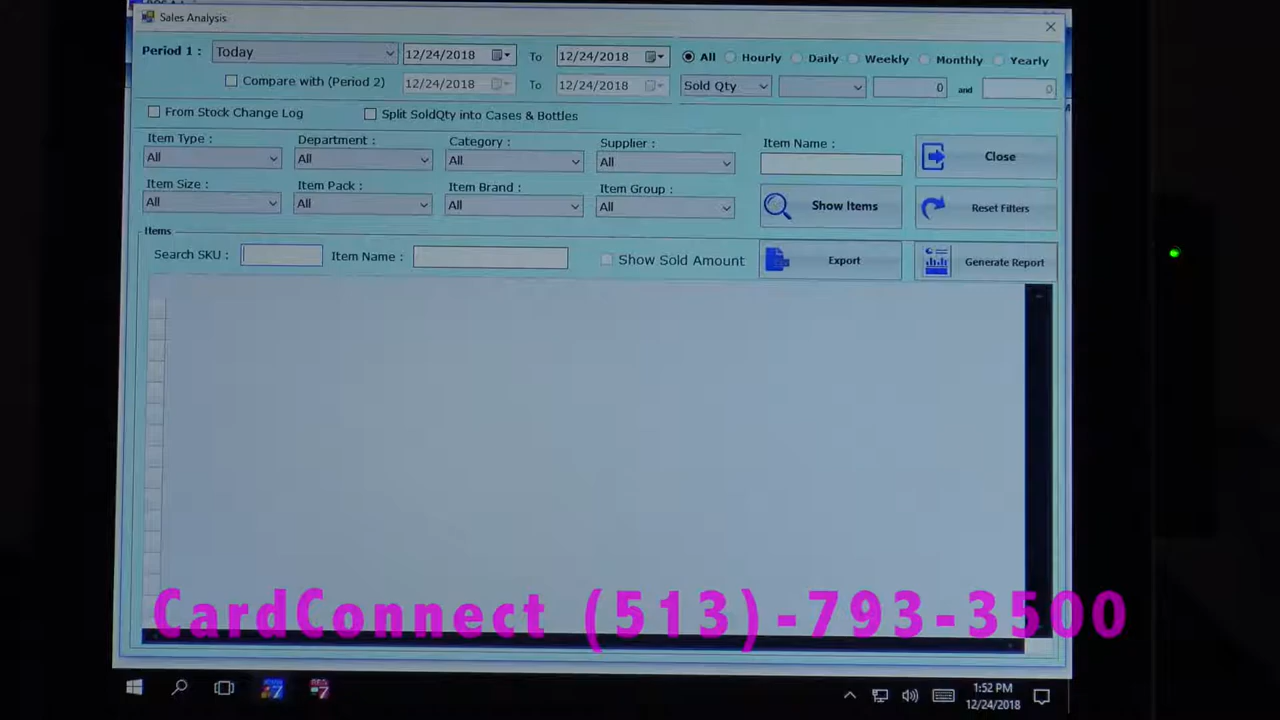 Sales Analysis
Period 1 : Today 12/24/2018 To 12/24/2018 All Hourly Daily Weekly Monthly Yearly
Compare with (Period 2) 12/24/2018 To 12/24/2018 Sold Qty 0 and 0
From Stock Change Log Split SoldQty into Cases & Bottles
Item Type : Department : Category : Supplier : Item Name :
All All All All Close
Item Size : Item Pack : Item Brand : Item Group :
All All All All Show Items Reset Filters
Items
Search SKU : Item Name : Show Sold Amount Export Generate Report
CardConnect (513)-793-3500
1:52 PM
12/24/2018